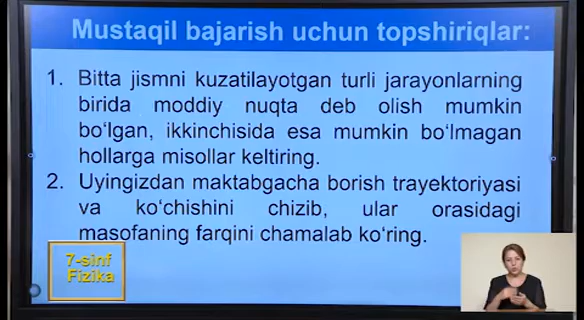 Mustaqil bajarish uchun topshiriqlar:
1. Bitta jismni kuzatilayotgan turli jarayonlarning
birida moddiy nuqta deb olish mumkin
bo‘lgan, ikkinchisida esa mumkin bo‘lmagan
hollarga misollar keltiring.
2. Uyingizdan maktabgacha borish trayektoriyasi
va ko‘chishini chizib, ular orasidagi
masofaning farqini chamalab ko‘ring.
7-sinf
Fizika